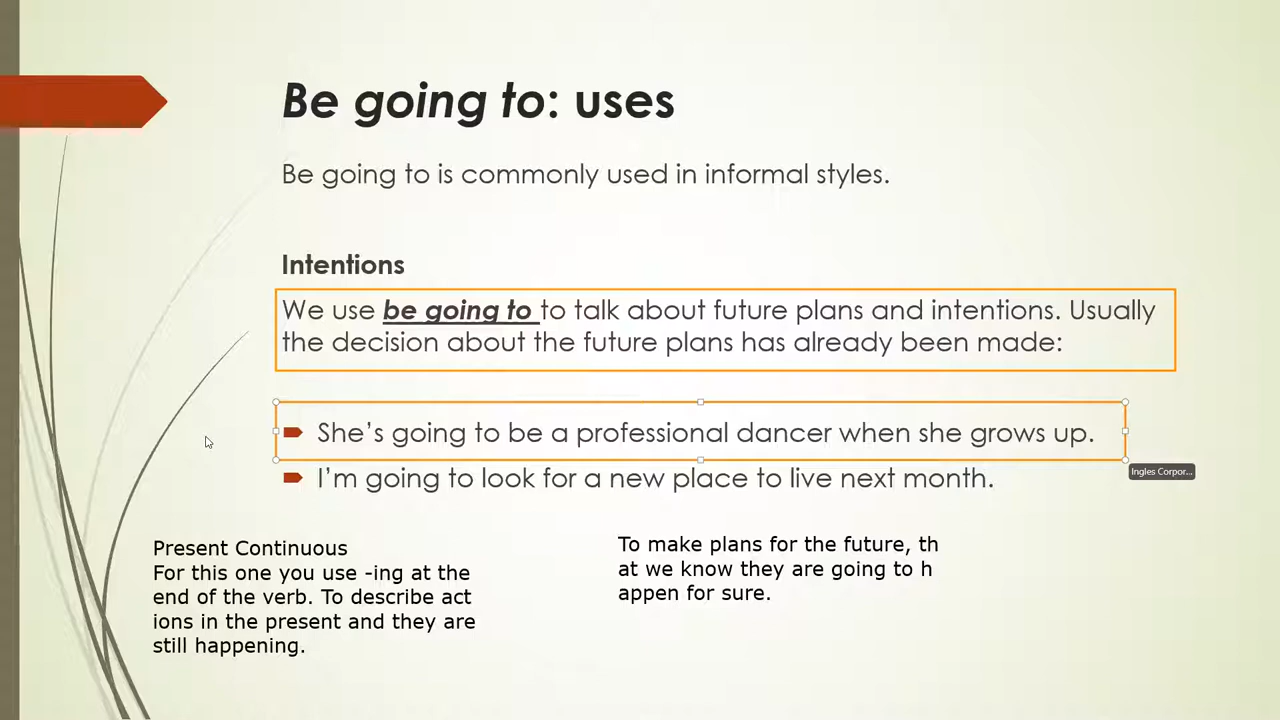 Be going to: uses
Be going to is commonly used in informal styles.
Intentions
We use be going to to talk about future plans and intentions. Usually
the decision about the future plans has already been made:
She's going to be a professional dancer when she grows up.
Ingles Corpor...
I'm going to look for a new place to live next month.
Present Continuous
For this one you use -ing at the
end of the verb. To describe act
ions in the present and they are
still happening.
To make plans for the future, th
at we know they are going to h
appen for sure.